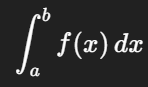 ∫_a^b f(x) dx